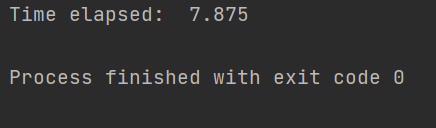 Time elapsed:  7.875
Process finished with exit code 0